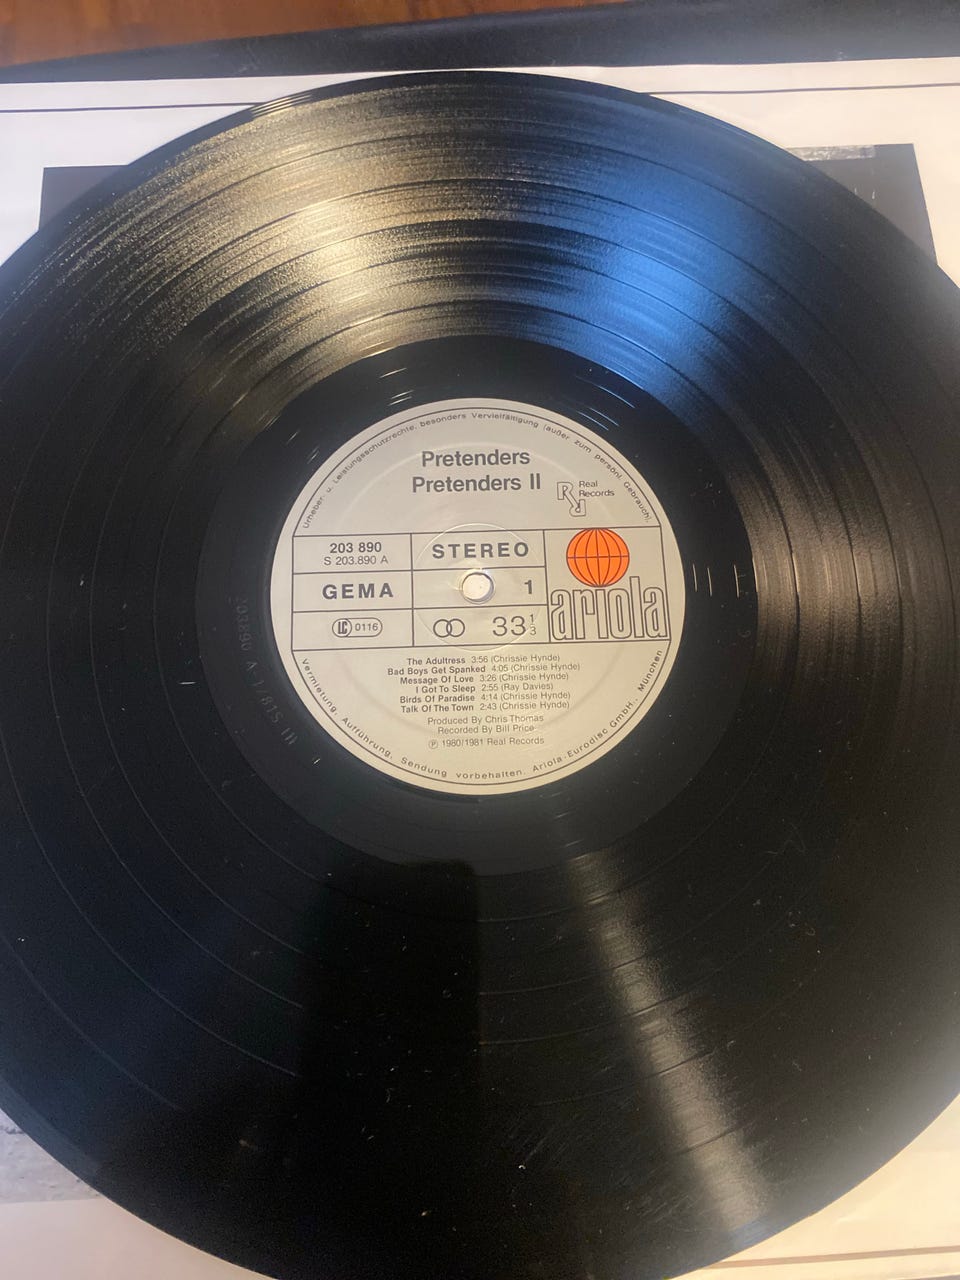 Urheber- u. Leistungsschutzrechte, besonders Vervielfältigung (außer zum persönl. Gebrauch),
Pretenders
Pretenders II
Real
Records
203 890
S 203.890 A
STEREO
GEMA
1
LC 0116
33 1/3
ariola
The Adultress 3:56 (Chrissie Hynde)
Bad Boys Get Spanked 4:05 (Chrissie Hynde)
Message Of Love 3:26 (Chrissie Hynde)
I Got To Sleep 2:55 (Ray Davies)
Birds Of Paradise 4:14 (Chrissie Hynde)
Talk Of The Town 2:43 (Chrissie Hynde)
Produced By Chris Thomas
Recorded By Bill Price
Ⓟ 1980/1981 Real Records
Vermietung, Aufführung, Sendung vorbehalten. Ariola-Eurodisc GmbH., München
203890 A